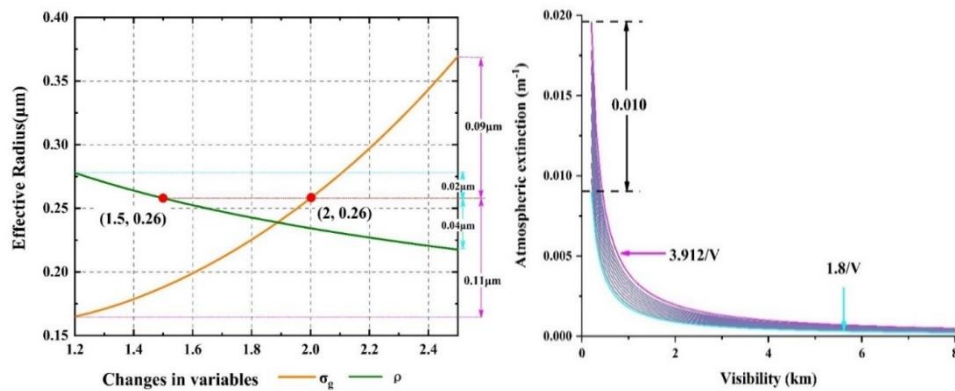 0.40
0.35
0.30
0.25
0.20
0.15
Effective Radius(μm)
1.2 1.4 1.6 1.8 2.0 2.2 2.4
(1.5, 0.26)
(2, 0.26)
0.09μm
0.02μm
0.04μm
0.11μm
Changes in variables
σg
ρ
0.020
0.015
0.010
0.005
0.000
Atmospheric extinction (m⁻¹)
0.010
3.912/V
1.8/V
0 2 4 6 8
Visibility (km)